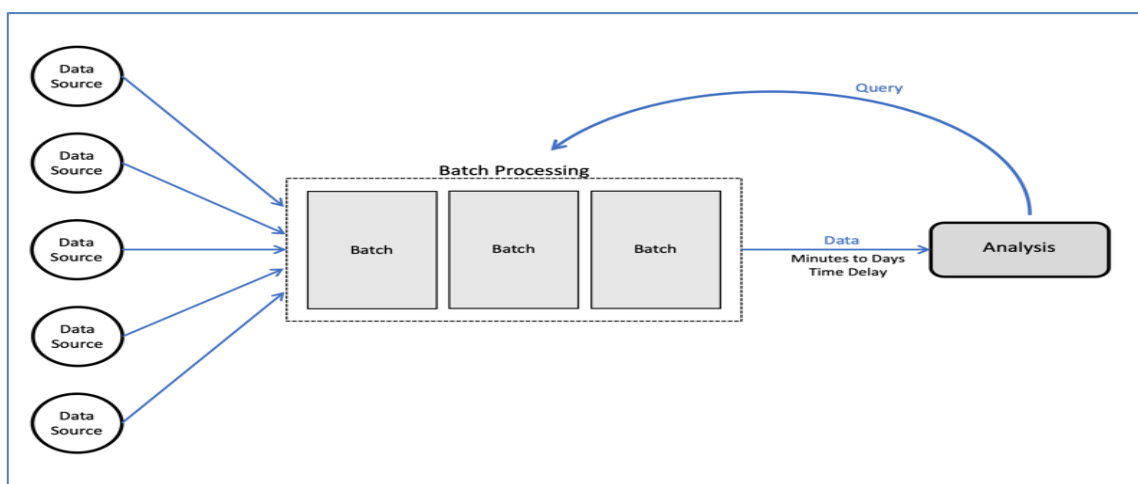 Data
Source
Data
Source
Data
Source
Data
Source
Data
Source
Batch Processing
Batch
Batch
Batch
Query
Data
Minutes to Days
Time Delay
Analysis